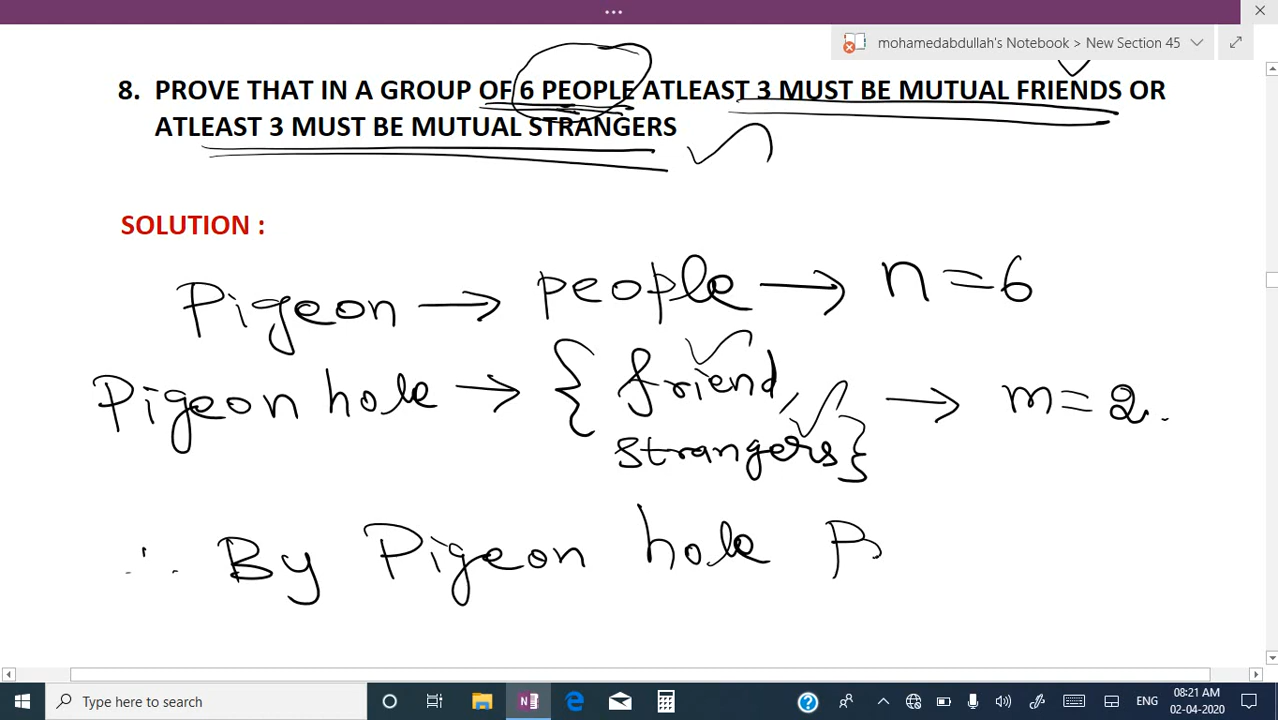 mohamedabdullah's Notebook > New Section 45
8. PROVE THAT IN A GROUP OF 6 PEOPLE ATLEAST 3 MUST BE MUTUAL FRIENDS OR
ATLEAST 3 MUST BE MUTUAL STRANGERS
SOLUTION :
Pigeon → people → n = 6
Pigeon hole → { friend, → m = 2.
strangers}
∴ By Pigeon hole P
Type here to search
ENG
08:21 AM
02-04-2020